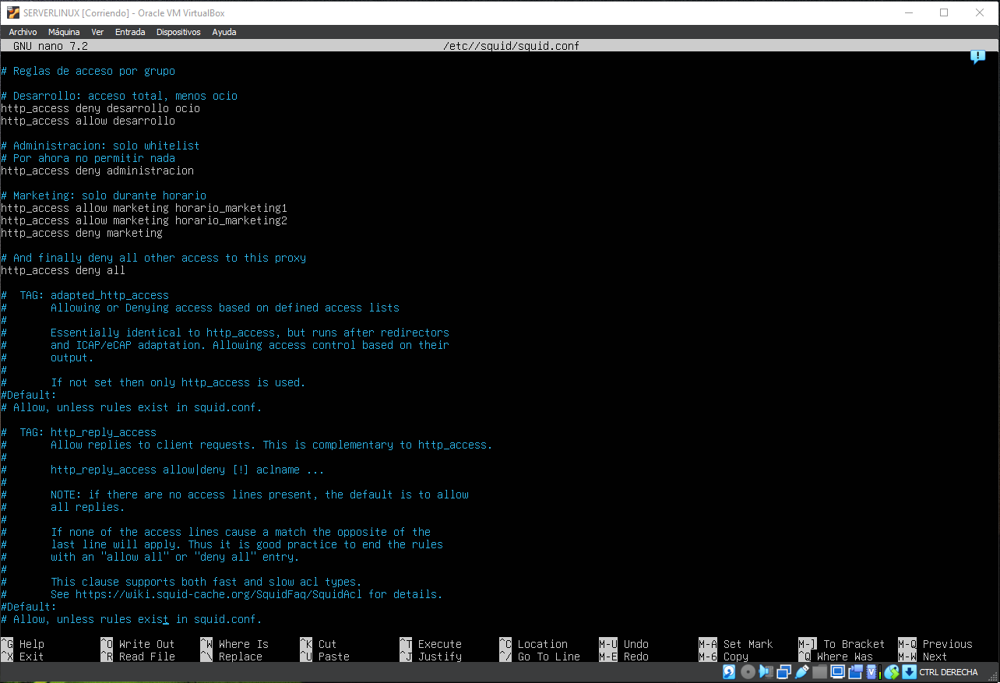 SERVERLINUX [Corriendo] - Oracle VM VirtualBox
Archivo Máquina Ver Entrada Dispositivos Ayuda
GNU nano 7.2 /etc//squid/squid.conf
# Reglas de acceso por grupo
# Desarrollo: acceso total, menos ocio
http_access deny desarrollo ocio
http_access allow desarrollo
# Administracion: solo whitelist
# Por ahora no permitir nada
http_access deny administracion
# Marketing: solo durante horario
http_access allow marketing horario_marketing1
http_access allow marketing horario_marketing2
http_access deny marketing
# And finally deny all other access to this proxy
http_access deny all
# TAG: adapted_http_access
# Allowing or Denying access based on defined access lists
#
# Essentially identical to http_access, but runs after redirectors
# and ICAP/eCAP adaptation. Allowing access control based on their
# output.
#
# If not set then only http_access is used.
#Default:
# Allow, unless rules exist in squid.conf.
# TAG: http_reply_access
# Allow replies to client requests. This is complementary to http_access.
#
# http_reply_access allow|deny [!] aclname ...
#
# NOTE: if there are no access lines present, the default is to allow
# all replies.
#
# If none of the access lines cause a match the opposite of the
# last line will apply. Thus it is good practice to end the rules
# with an "allow all" or "deny all" entry.
#
# This clause supports both fast and slow acl types.
# See https://wiki.squid-cache.org/SquidFaq/SquidAcl for details.
#Default:
# Allow, unless rules exist in squid.conf.
^G Help ^O Write Out ^W Where Is ^K Cut ^T Execute ^C Location M-U Undo M-A Set Mark M-] To Bracket M-Q Previous
^X Exit ^R Read File ^\ Replace ^U Paste ^J Justify ^/ Go To Line M-E Redo M-6 Copy ^Q Where Was M-W Next
CTRL DERECHA